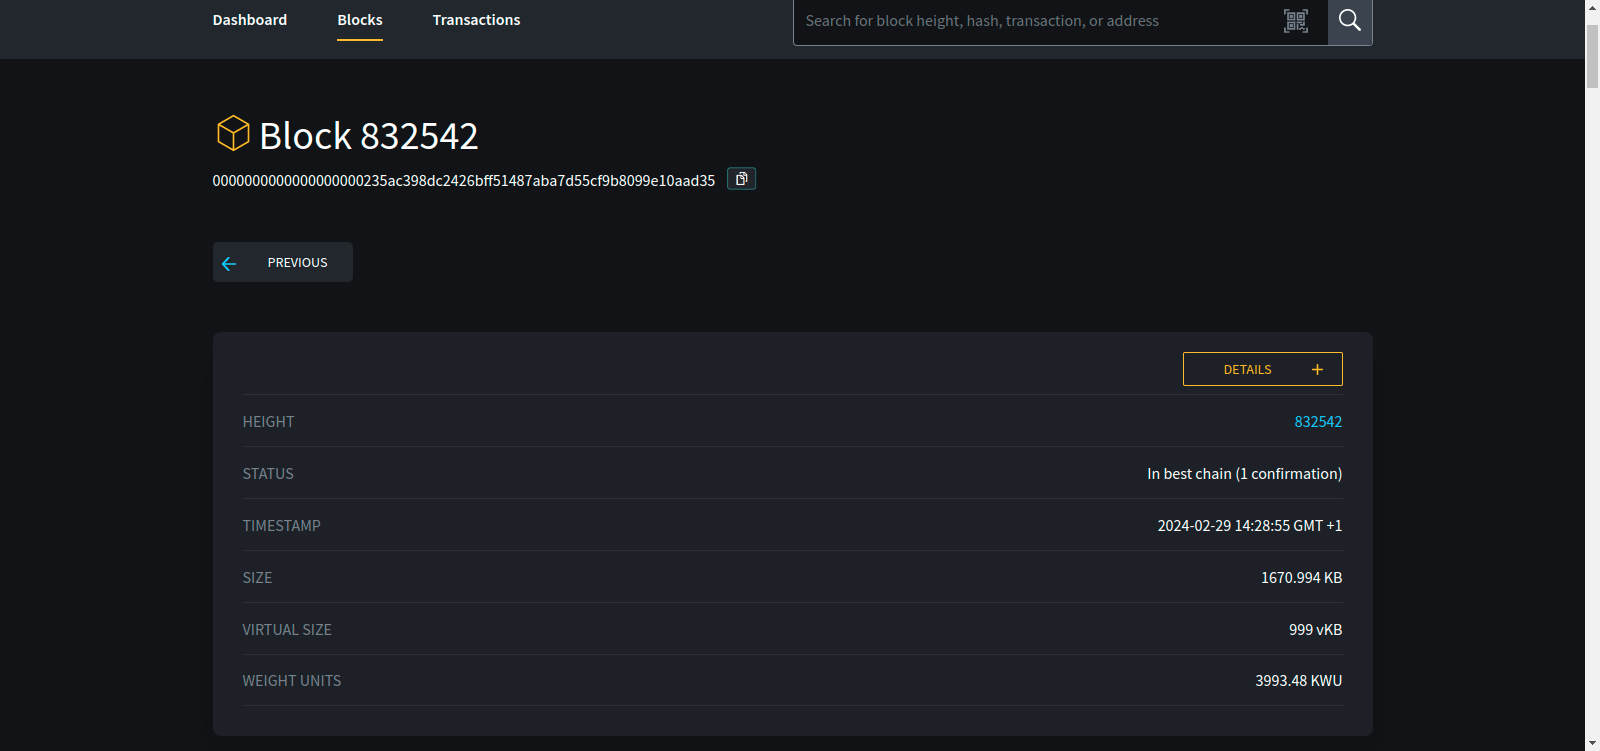 Dashboard Blocks Transactions Search for block height, hash, transaction, or address
Block 832542
0000000000000000000235ac398dc2426bff51487aba7d55cf9b8099e10aad35
PREVIOUS
DETAILS +
HEIGHT 832542
STATUS In best chain (1 confirmation)
TIMESTAMP 2024-02-29 14:28:55 GMT +1
SIZE 1670.994 KB
VIRTUAL SIZE 999 vKB
WEIGHT UNITS 3993.48 KWU